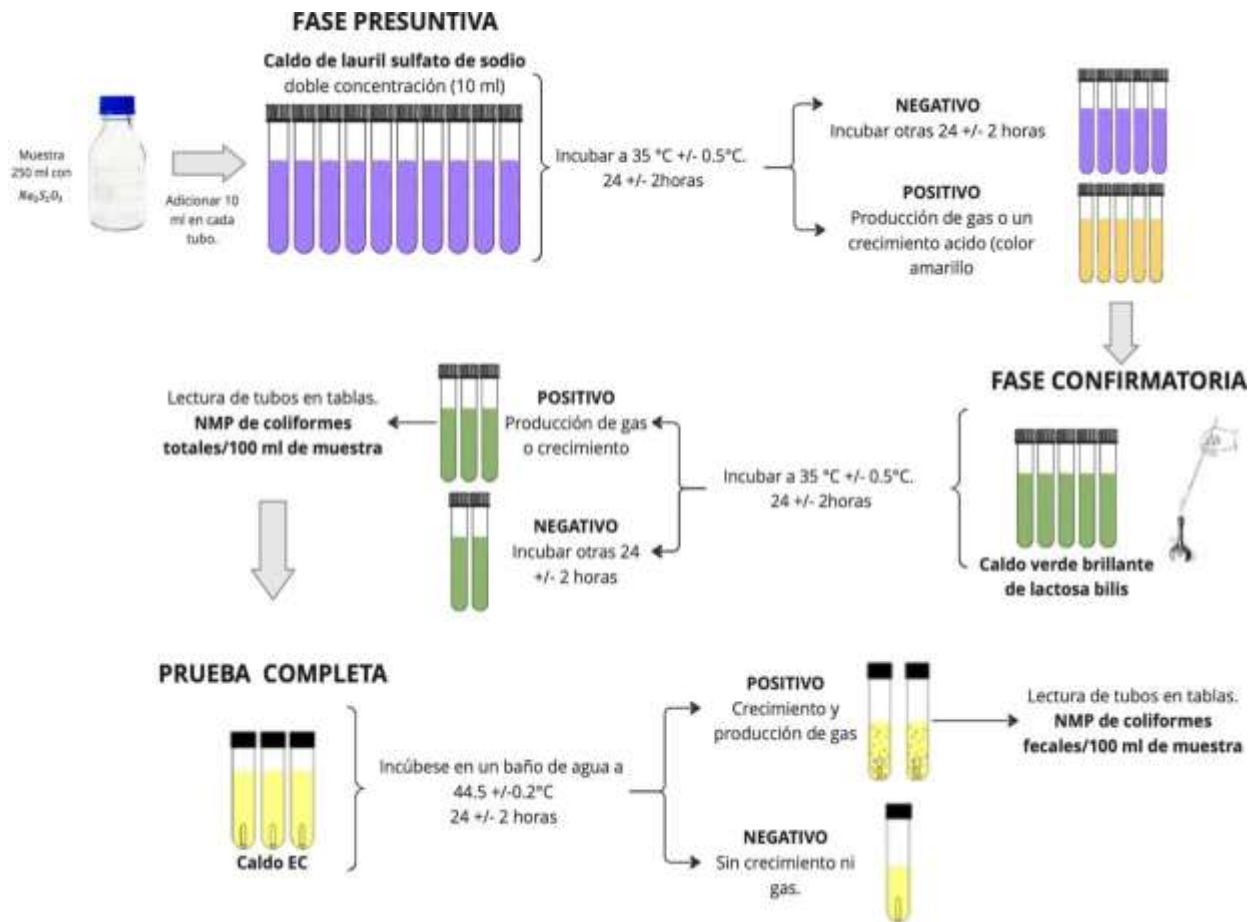 FASE PRESUNTIVA
Caldo de lauril sulfato de sodio
doble concentración (10 ml)
Muestra
250 ml con
Na₂S₂O₃
Adicionar 10
ml en cada
tubo.
Incubar a 35 °C +/- 0.5°C.
24 +/- 2horas
NEGATIVO
Incubar otras 24 +/- 2 horas
POSITIVO
Producción de gas o un
crecimiento acido (color
amarillo
FASE CONFIRMATORIA
Caldo verde brillante
de lactosa bilis
Incubar a 35 °C +/- 0.5°C.
24 +/- 2horas
POSITIVO
Producción de gas
o crecimiento
NEGATIVO
Incubar otras 24
+/- 2 horas
Lectura de tubos en tablas.
NMP de coliformes
totales/100 ml de muestra
PRUEBA COMPLETA
Caldo EC
Incúbese en un baño de agua a
44.5 +/-0.2°C
24 +/- 2 horas
POSITIVO
Crecimiento y
producción de gas
NEGATIVO
Sin crecimiento ni
gas.
Lectura de tubos en tablas.
NMP de coliformes
fecales/100 ml de muestra